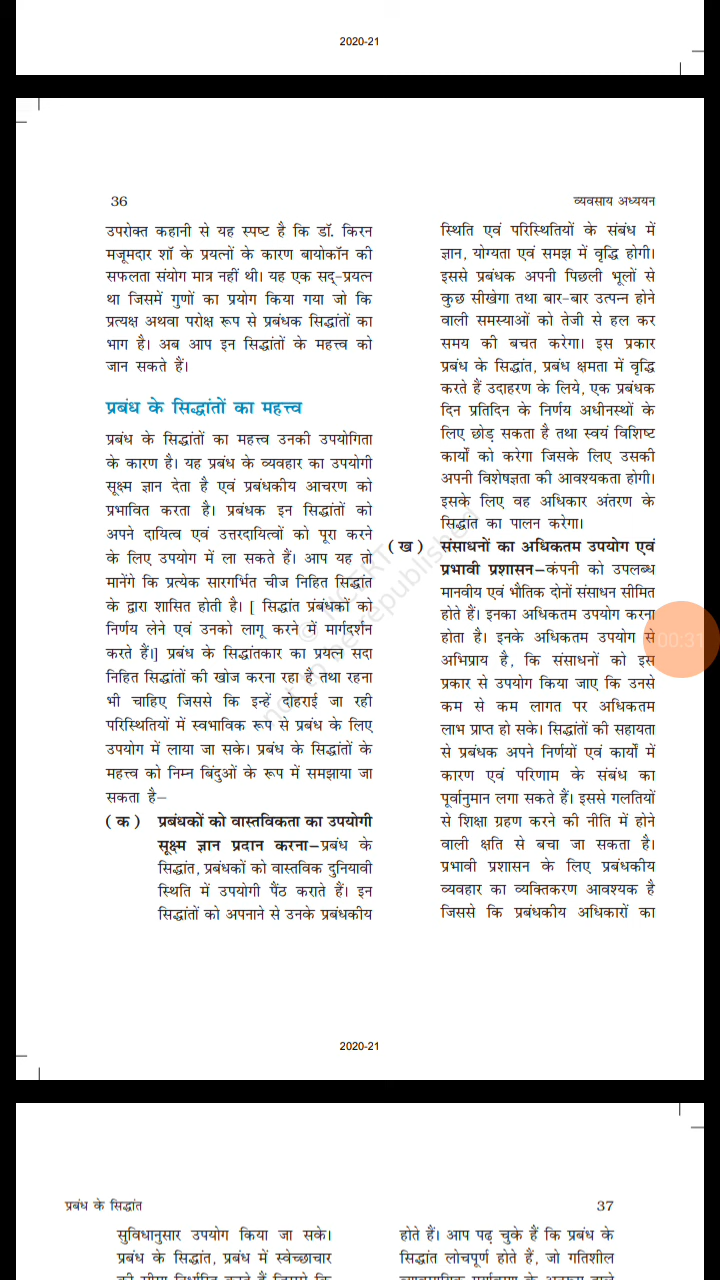 2020-21
36
व्यवसाय अध्ययन
उपरोक्त कहानी से यह स्पष्ट है कि डॉ. किरन
मजूमदार शॉ के प्रयत्नों के कारण बायोकॉन की
सफलता संयोग मात्र नहीं थी। यह एक सद्-प्रयत्न
था जिसमें गुणों का प्रयोग किया गया जो कि
प्रत्यक्ष अथवा परोक्ष रूप से प्रबंधक सिद्धांतों का
भाग है। अब आप इन सिद्धांतों के महत्त्व को
जान सकते हैं।
प्रबंध के सिद्धांतों का महत्त्व
प्रबंध के सिद्धांतों का महत्त्व उनकी उपयोगिता
के कारण है। यह प्रबंध के व्यवहार का उपयोगी
सूक्ष्म ज्ञान देता है एवं प्रबंधकीय आचरण को
प्रभावित करता है। प्रबंधक इन सिद्धांतों को
अपने दायित्व एवं उत्तरदायित्वों को पूरा करने
के लिए उपयोग में ला सकते हैं। आप यह तो
मानेंगे कि प्रत्येक सारगर्भित चीज निहित सिद्धांत
के द्वारा शासित होती है। [ सिद्धांत प्रबंधकों को
निर्णय लेने एवं उनको लागू करने में मार्गदर्शन
करते हैं।] प्रबंध के सिद्धांतकार का प्रयत्न सदा
निहित सिद्धांतों की खोज करना रहा है तथा रहना
भी चाहिए जिससे कि इन्हें दोहराई जा रही
परिस्थितियों में स्वभाविक रूप से प्रबंध के लिए
उपयोग में लाया जा सके। प्रबंध के सिद्धांतों के
महत्त्व को निम्न बिंदुओं के रूप में समझाया जा
सकता है–
( क ) प्रबंधकों को वास्तविकता का उपयोगी
सूक्ष्म ज्ञान प्रदान करना–प्रबंध के
सिद्धांत, प्रबंधकों को वास्तविक दुनियावी
स्थिति में उपयोगी पैंठ कराते हैं। इन
सिद्धांतों को अपनाने से उनके प्रबंधकीय
स्थिति एवं परिस्थितियों के संबंध में
ज्ञान, योग्यता एवं समझ में वृद्धि होगी।
इससे प्रबंधक अपनी पिछली भूलों से
कुछ सीखेगा तथा बार-बार उत्पन्न होने
वाली समस्याओं को तेजी से हल कर
समय की बचत करेगा। इस प्रकार
प्रबंध के सिद्धांत, प्रबंध क्षमता में वृद्धि
करते हैं उदाहरण के लिये, एक प्रबंधक
दिन प्रतिदिन के निर्णय अधीनस्थों के
लिए छोड़ सकता है तथा स्वयं विशिष्ट
कार्यों को करेगा जिसके लिए उसकी
अपनी विशेषज्ञता की आवश्यकता होगी।
इसके लिए वह अधिकार अंतरण के
सिद्धांत का पालन करेगा।
( ख ) संसाधनों का अधिकतम उपयोग एवं
प्रभावी प्रशासन–कंपनी को उपलब्ध
मानवीय एवं भौतिक दोनों संसाधन सीमित
होते हैं। इनका अधिकतम उपयोग करना
होता है। इनके अधिकतम उपयोग से
अभिप्राय है, कि संसाधनों को इस
प्रकार से उपयोग किया जाए कि उनसे
कम से कम लागत पर अधिकतम
लाभ प्राप्त हो सके। सिद्धांतों की सहायता
से प्रबंधक अपने निर्णयों एवं कार्यों में
कारण एवं परिणाम के संबंध का
पूर्वानुमान लगा सकते हैं। इससे गलतियों
से शिक्षा ग्रहण करने की नीति में होने
वाली क्षति से बचा जा सकता है।
प्रभावी प्रशासन के लिए प्रबंधकीय
व्यवहार का व्यक्तिकरण आवश्यक है
जिससे कि प्रबंधकीय अधिकारों का
© NCERT
not to be republished
00:31
2020-21
प्रबंध के सिद्धांत
37
सुविधानुसार उपयोग किया जा सके।
प्रबंध के सिद्धांत, प्रबंध में स्वेच्छाचार
होते हैं। आप पढ़ चुके हैं कि प्रबंध के
सिद्धांत लोचपूर्ण होते हैं, जो गतिशील